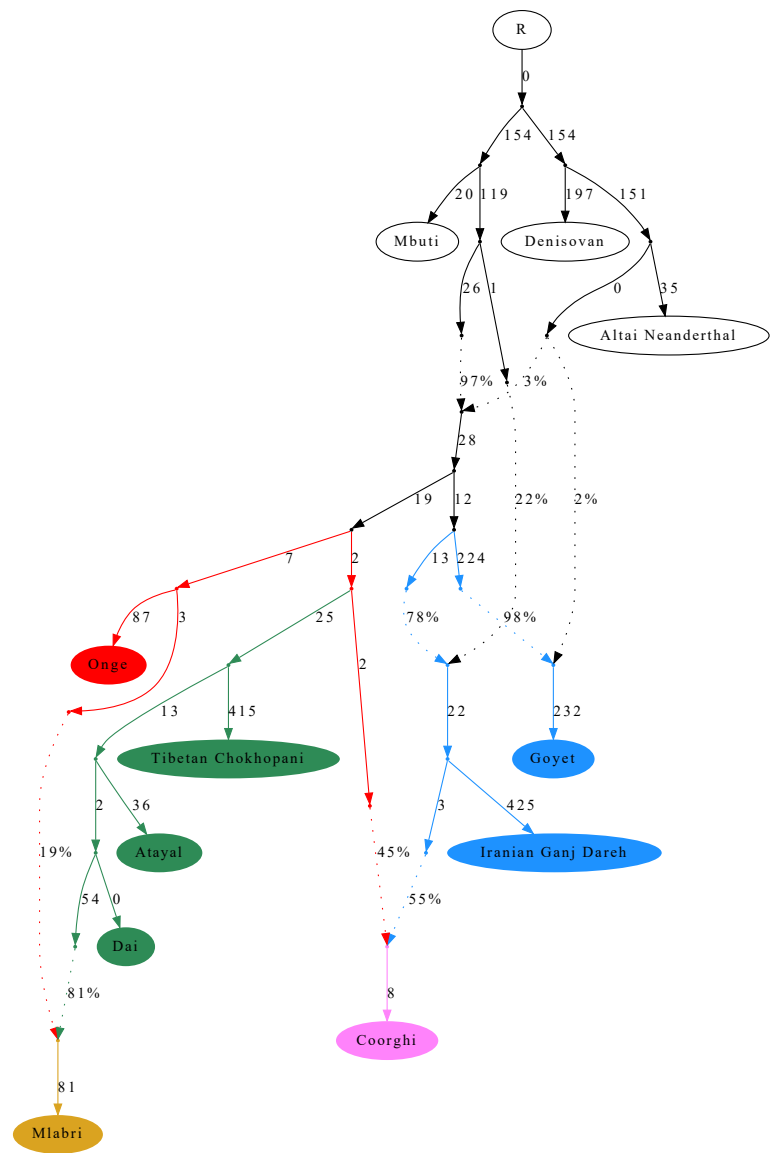 R
0
154 154
20 119 197 151
Mbuti Denisovan
26 1 0 35
Altai Neanderthal
97% 3%
28
19 12 22% 2%
7 2 13 224
87 3 25 78% 98%
Onge 2
13 415 22 232
Tibetan Chokhopani Goyet
2 36 3 425
19% Atayal 45% Iranian Ganj Dareh
54 0 55%
Dai
81% 8
Coorghi
81
Mlabri